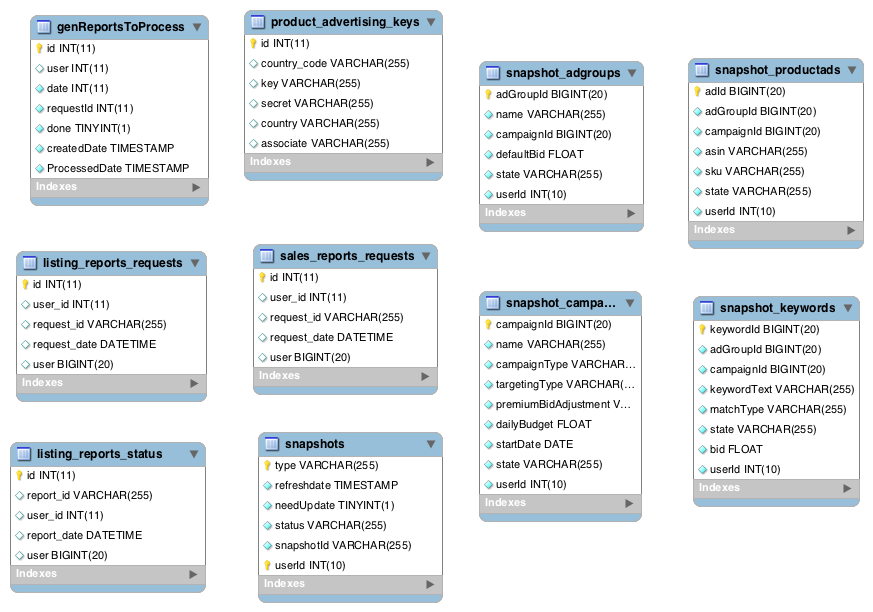 genReportsToProcess
id INT(11)
user INT(11)
date INT(11)
requestId INT(11)
done TINYINT(1)
createdDate TIMESTAMP
ProcessedDate TIMESTAMP
Indexes
product_advertising_keys
id INT(11)
country_code VARCHAR(255)
key VARCHAR(255)
secret VARCHAR(255)
country VARCHAR(255)
associate VARCHAR(255)
Indexes
snapshot_adgroups
adGroupId BIGINT(20)
name VARCHAR(255)
campaignId BIGINT(20)
defaultBid FLOAT
state VARCHAR(255)
userId INT(10)
Indexes
snapshot_productads
adId BIGINT(20)
adGroupId BIGINT(20)
campaignId BIGINT(20)
asin VARCHAR(255)
sku VARCHAR(255)
state VARCHAR(255)
userId INT(10)
Indexes
listing_reports_requests
id INT(11)
user_id INT(11)
request_id VARCHAR(255)
request_date DATETIME
user BIGINT(20)
Indexes
sales_reports_requests
id INT(11)
user_id INT(11)
request_id VARCHAR(255)
request_date DATETIME
user BIGINT(20)
Indexes
snapshot_campa...
campaignId BIGINT(20)
name VARCHAR(255)
campaignType VARCHAR...
targetingType VARCHAR(...
premiumBidAdjustment V...
dailyBudget FLOAT
startDate DATE
state VARCHAR(255)
userId INT(10)
Indexes
snapshot_keywords
keywordId BIGINT(20)
adGroupId BIGINT(20)
campaignId BIGINT(20)
keywordText VARCHAR(255)
matchType VARCHAR(255)
state VARCHAR(255)
bid FLOAT
userId INT(10)
Indexes
listing_reports_status
id INT(11)
report_id VARCHAR(255)
user_id INT(11)
report_date DATETIME
user BIGINT(20)
Indexes
snapshots
type VARCHAR(255)
refreshdate TIMESTAMP
needUpdate TINYINT(1)
status VARCHAR(255)
snapshotId VARCHAR(255)
userId INT(10)
Indexes